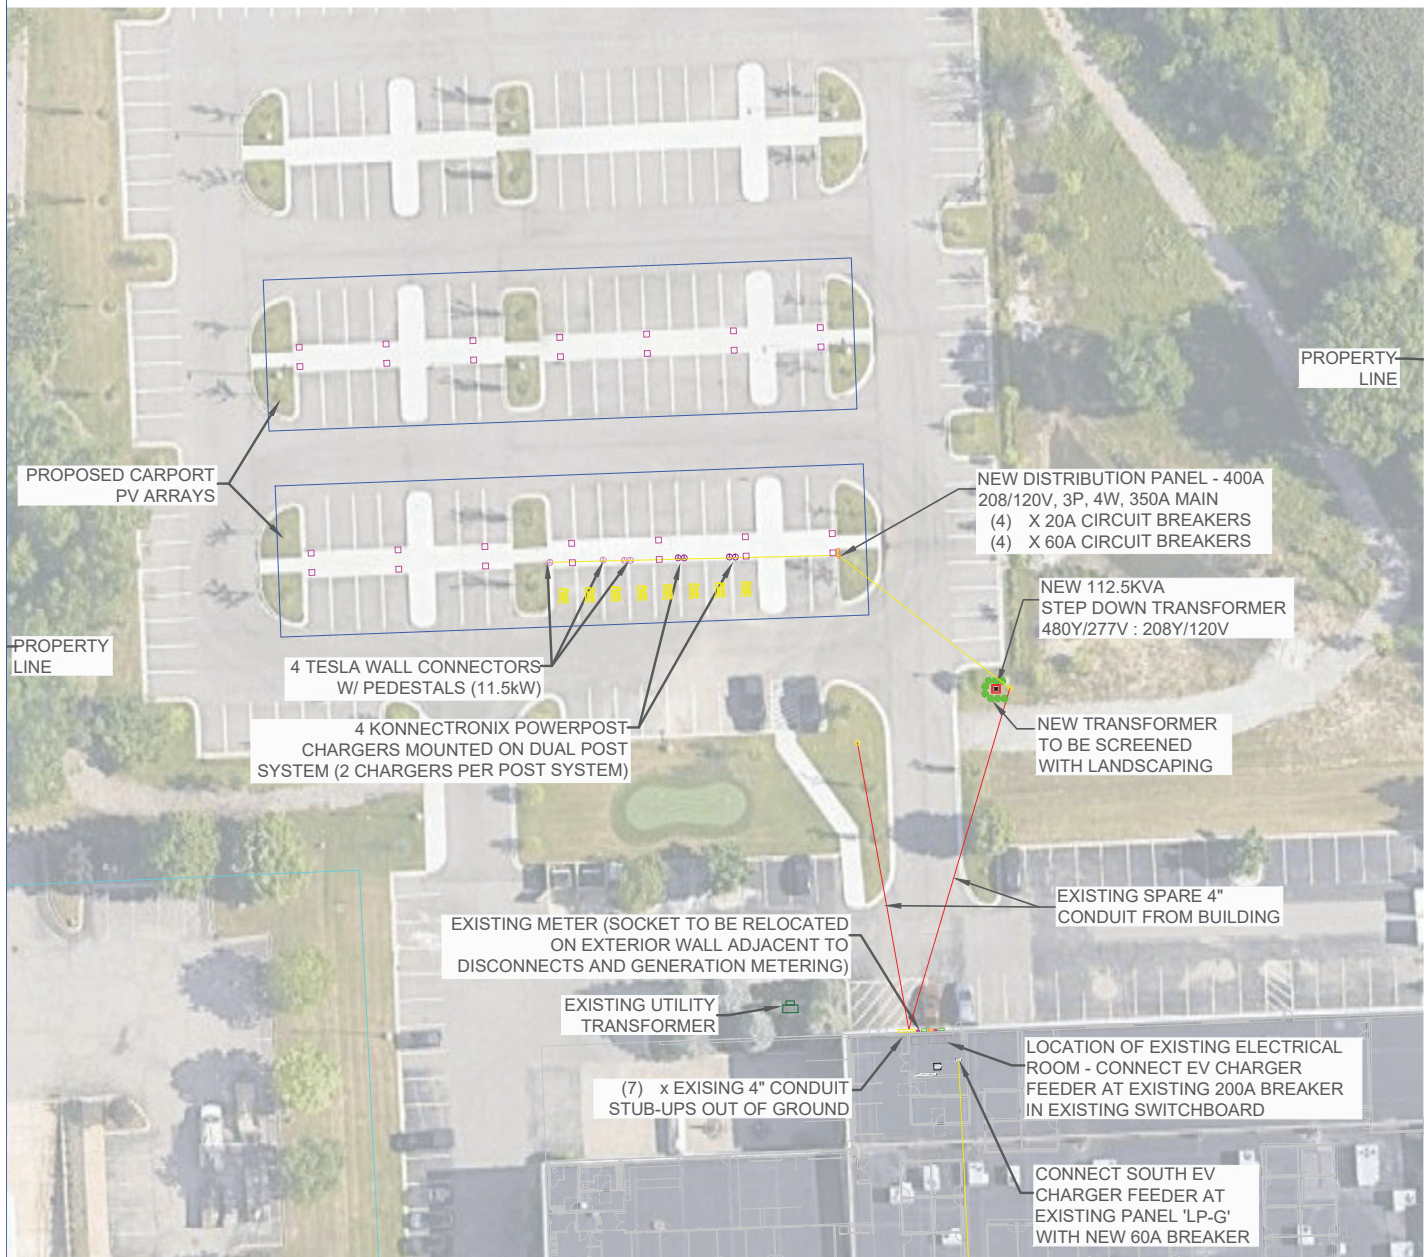 PROPERTY
LINE
PROPOSED CARPORT
PV ARRAYS
NEW DISTRIBUTION PANEL - 400A
208/120V, 3P, 4W, 350A MAIN
(4) X 20A CIRCUIT BREAKERS
(4) X 60A CIRCUIT BREAKERS
NEW 112.5KVA
STEP DOWN TRANSFORMER
480Y/277V : 208Y/120V
PROPERTY
LINE
4 TESLA WALL CONNECTORS
W/ PEDESTALS (11.5kW)
4 KONNECTRONIX POWERPOST
CHARGERS MOUNTED ON DUAL POST
SYSTEM (2 CHARGERS PER POST SYSTEM)
NEW TRANSFORMER
TO BE SCREENED
WITH LANDSCAPING
EXISTING SPARE 4"
CONDUIT FROM BUILDING
EXISTING METER (SOCKET TO BE RELOCATED
ON EXTERIOR WALL ADJACENT TO
DISCONNECTS AND GENERATION METERING)
EXISTING UTILITY
TRANSFORMER
LOCATION OF EXISTING ELECTRICAL
ROOM - CONNECT EV CHARGER
FEEDER AT EXISTING 200A BREAKER
IN EXISTING SWITCHBOARD
(7) x EXISING 4" CONDUIT
STUB-UPS OUT OF GROUND
CONNECT SOUTH EV
CHARGER FEEDER AT
EXISTING PANEL 'LP-G'
WITH NEW 60A BREAKER